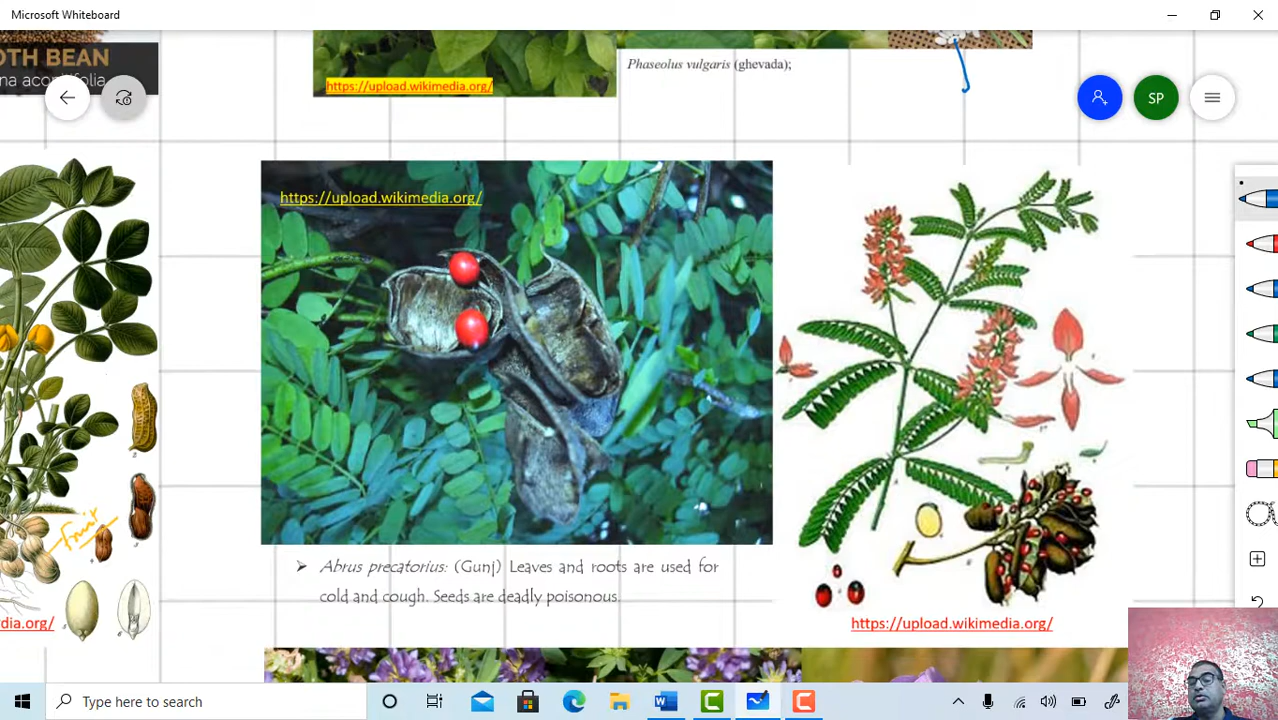 Microsoft Whiteboard
OTH BEAN
na aconitifolia
https://upload.wikimedia.org/
Phaseolus vulgaris (ghevada);
SP
https://upload.wikimedia.org/
Fruit
➤ Abrus precatorius: (Gunj) Leaves and roots are used for
cold and cough. Seeds are deadly poisonous.
dia.org/
https://upload.wikimedia.org/
Type here to search